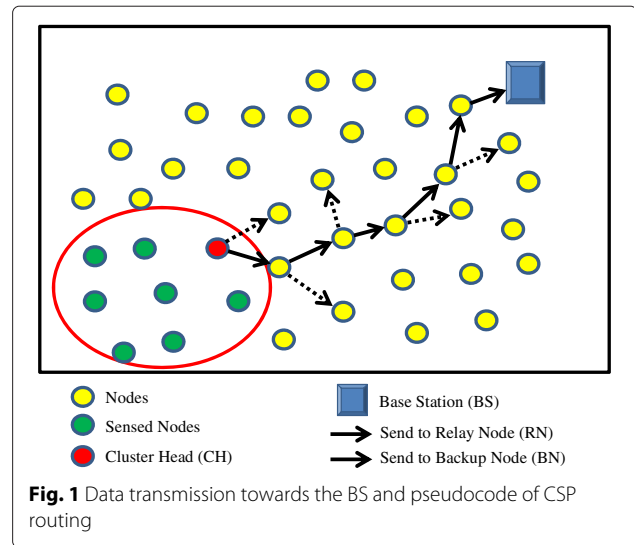 Nodes
Sensed Nodes
Cluster Head (CH)
Base Station (BS)
Send to Relay Node (RN)
Send to Backup Node (BN)
Fig. 1 Data transmission towards the BS and pseudocode of CSP
routing